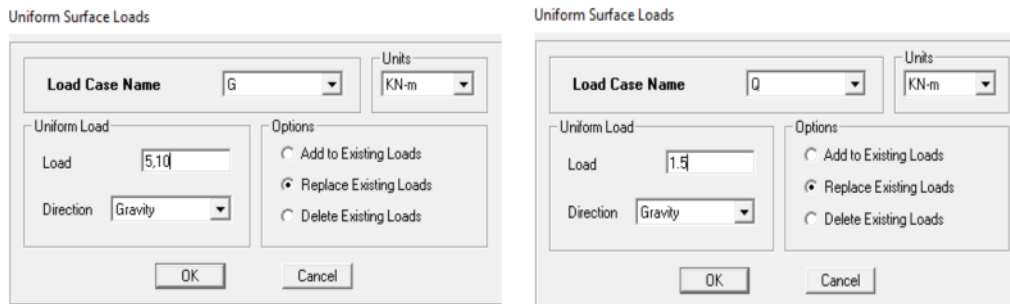 Uniform Surface Loads
Units
Load Case Name G KN-m
Uniform Load
Options
Load 5,10
Add to Existing Loads
Replace Existing Loads
Direction Gravity
Delete Existing Loads
OK Cancel
Uniform Surface Loads
Units
Load Case Name Q KN-m
Uniform Load
Options
Load 1.5
Add to Existing Loads
Replace Existing Loads
Direction Gravity
Delete Existing Loads
OK Cancel